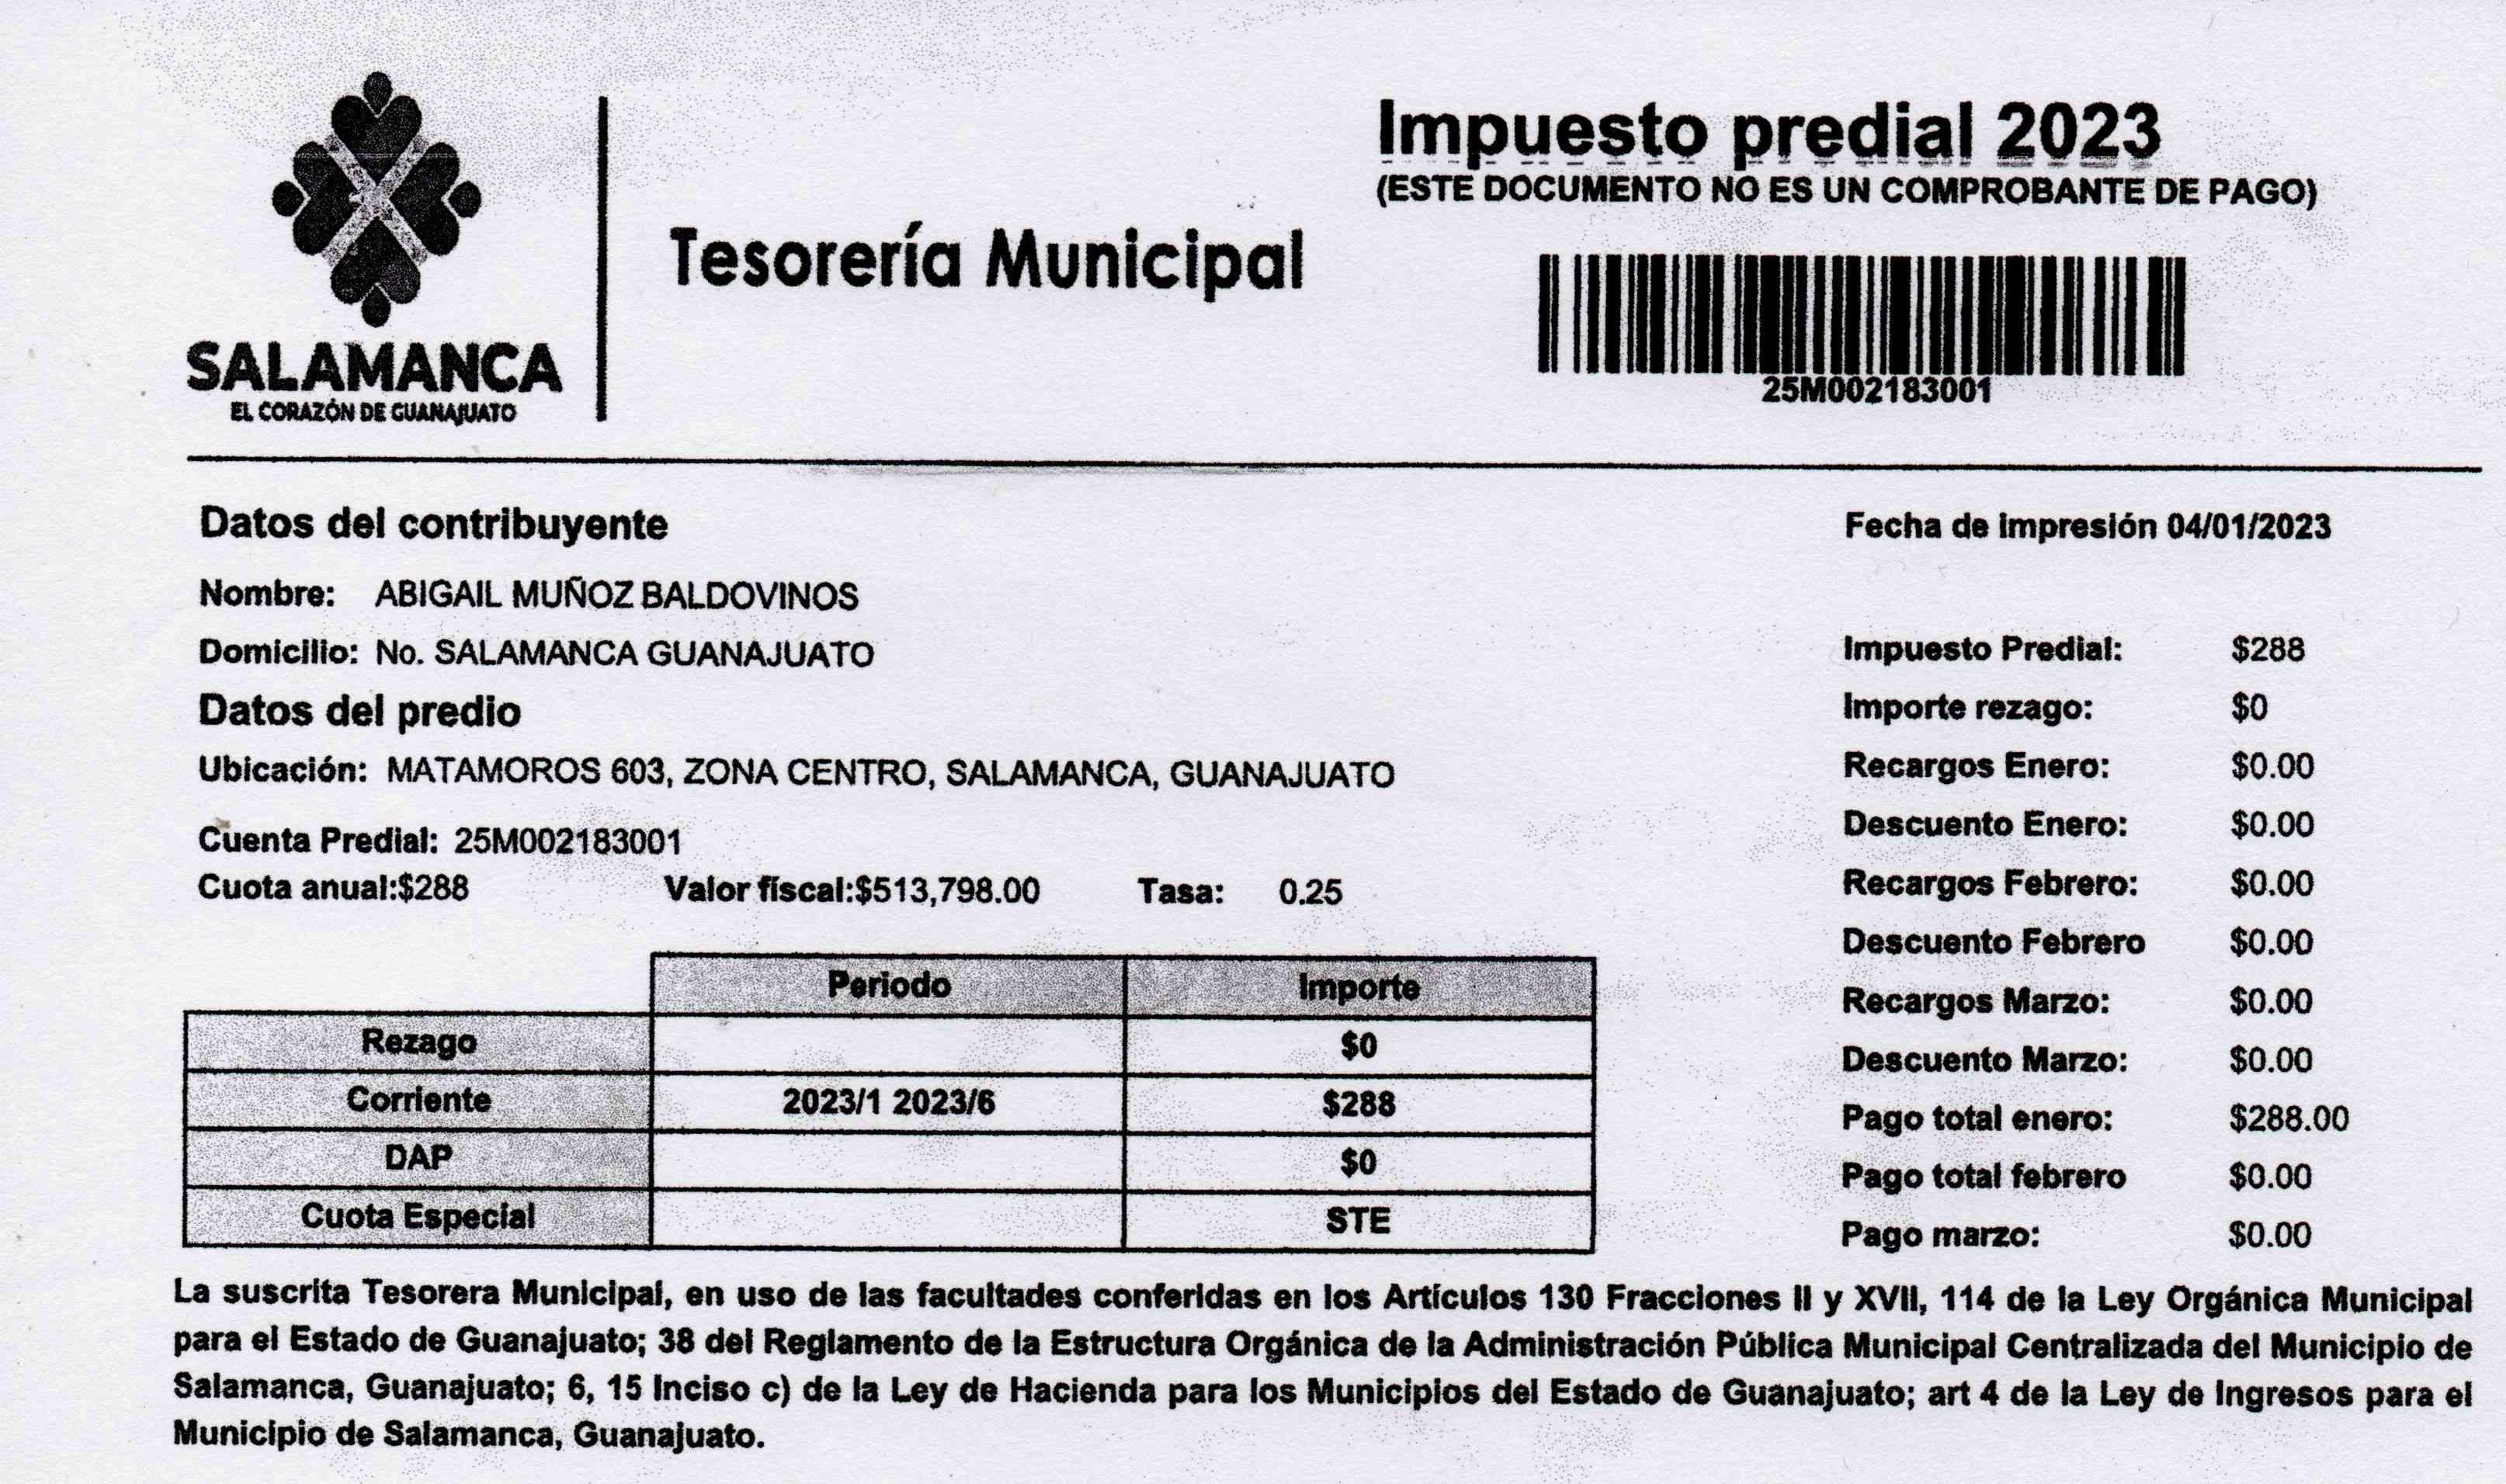 SALAMANCA
EL CORAZÓN DE GUANAJUATO
Tesorería Municipal
Impuesto predial 2023
(ESTE DOCUMENTO NO ES UN COMPROBANTE DE PAGO)
25M002183001
Datos del contribuyente
Fecha de impresión 04/01/2023
Nombre: ABIGAIL MUÑOZ BALDOVINOS
Domicilio: No. SALAMANCA GUANAJUATO
Datos del predio
Ubicación: MATAMOROS 603, ZONA CENTRO, SALAMANCA, GUANAJUATO
Cuenta Predial: 25M002183001
Cuota anual:$288 Valor fiscal:$513,798.00 Tasa: 0.25
Periodo Importe
Rezago $0
Corriente 2023/1 2023/6 $288
DAP $0
Cuota Especial STE
Impuesto Predial: $288
Importe rezago: $0
Recargos Enero: $0.00
Descuento Enero: $0.00
Recargos Febrero: $0.00
Descuento Febrero $0.00
Recargos Marzo: $0.00
Descuento Marzo: $0.00
Pago total enero: $288.00
Pago total febrero $0.00
Pago marzo: $0.00
La suscrita Tesorera Municipal, en uso de las facultades conferidas en los Artículos 130 Fracciones II y XVII, 114 de la Ley Orgánica Municipal
para el Estado de Guanajuato; 38 del Reglamento de la Estructura Orgánica de la Administración Pública Municipal Centralizada del Municipio de
Salamanca, Guanajuato; 6, 15 Inciso c) de la Ley de Hacienda para los Municipios del Estado de Guanajuato; art 4 de la Ley de Ingresos para el
Municipio de Salamanca, Guanajuato.